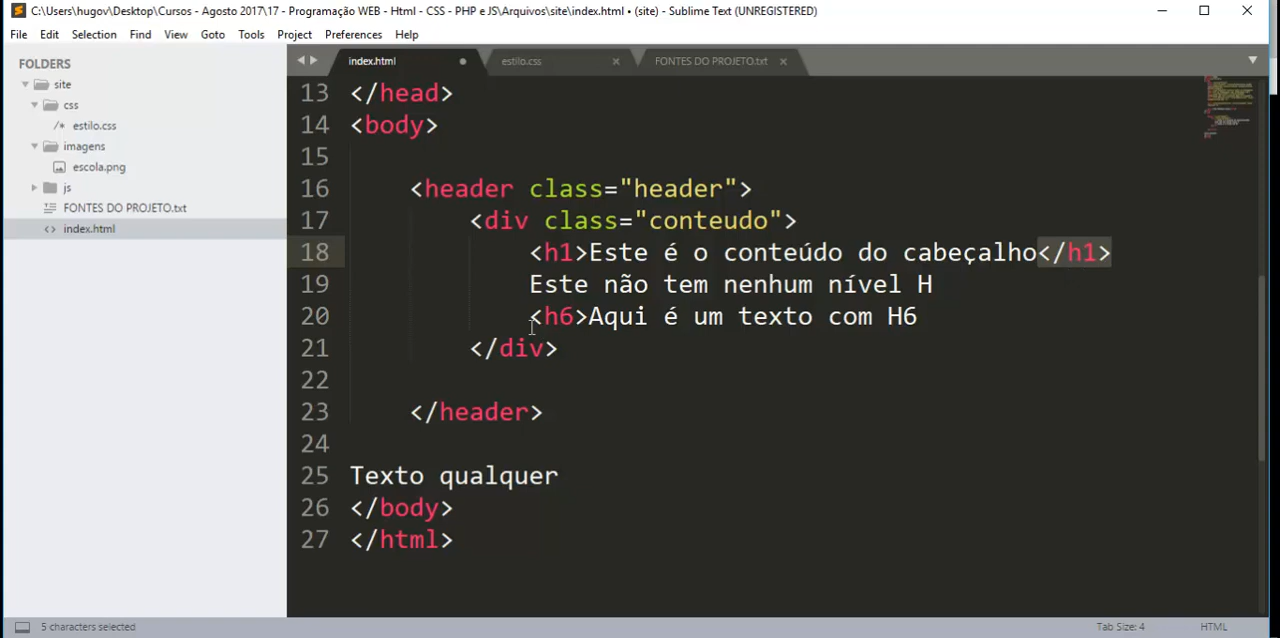 C:\Users\hugov\Desktop\Cursos - Agosto 2017\17 - Programação WEB - Html - CSS - PHP e JS\Arquivos\site\index.html • (site) - Sublime Text (UNREGISTERED)
File Edit Selection Find View Goto Tools Project Preferences Help
FOLDERS
site
css
/* estilo.css
imagens
escola.png
js
FONTES DO PROJETO.txt
<> index.html
index.html estilo.css FONTES DO PROJETO.txt
13 </head>
14 <body>
15
16 <header class="header">
17 <div class="conteudo">
18 <h1>Este é o conteúdo do cabeçalho</h1>
19 Este não tem nenhum nível H
20 <h6>Aqui é um texto com H6
21 </div>
22
23 </header>
24
25 Texto qualquer
26 </body>
27 </html>
5 characters selected Tab Size: 4 HTML